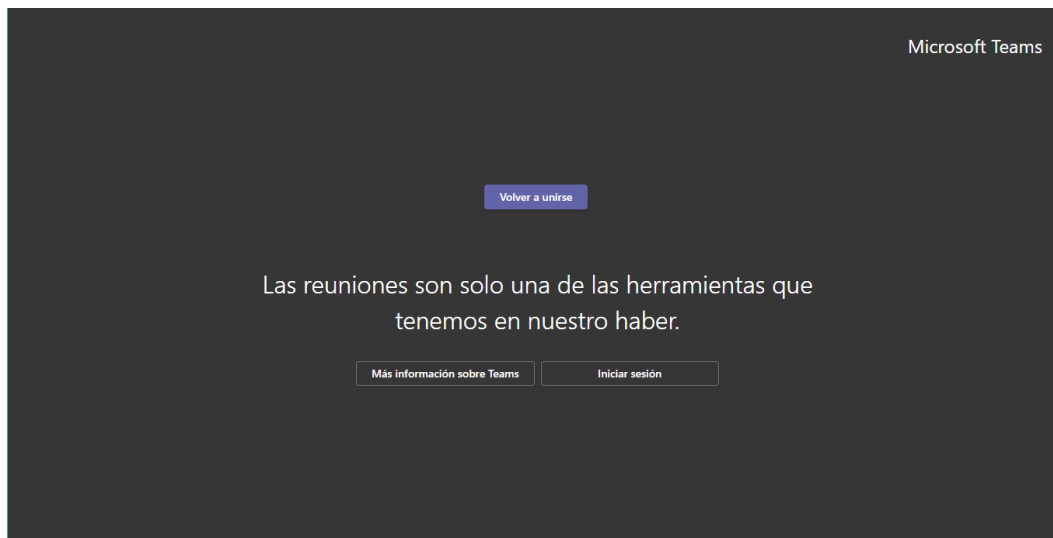 Microsoft Teams
Volver a unirse
Las reuniones son solo una de las herramientas que
tenemos en nuestro haber.
Más información sobre Teams
Iniciar sesión